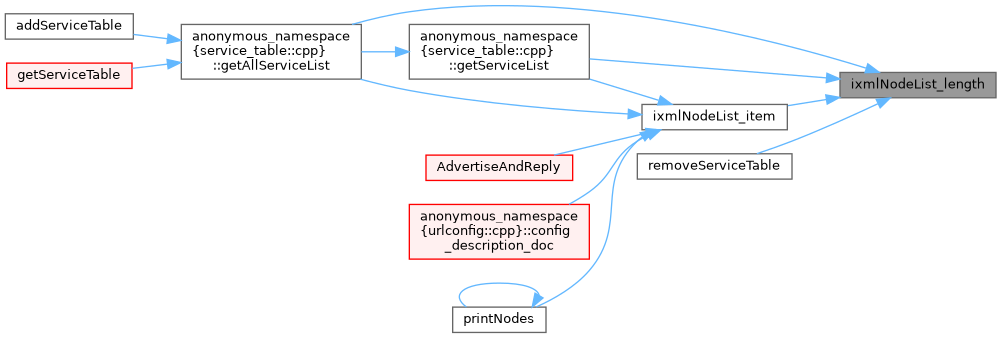 addServiceTable
getServiceTable
anonymous_namespace
{service_table::cpp}
::getAllServiceList
anonymous_namespace
{service_table::cpp}
::getServiceList
ixmlNodeList_length
ixmlNodeList_item
removeServiceTable
AdvertiseAndReply
anonymous_namespace
{urlconfig::cpp}::config
_description_doc
printNodes